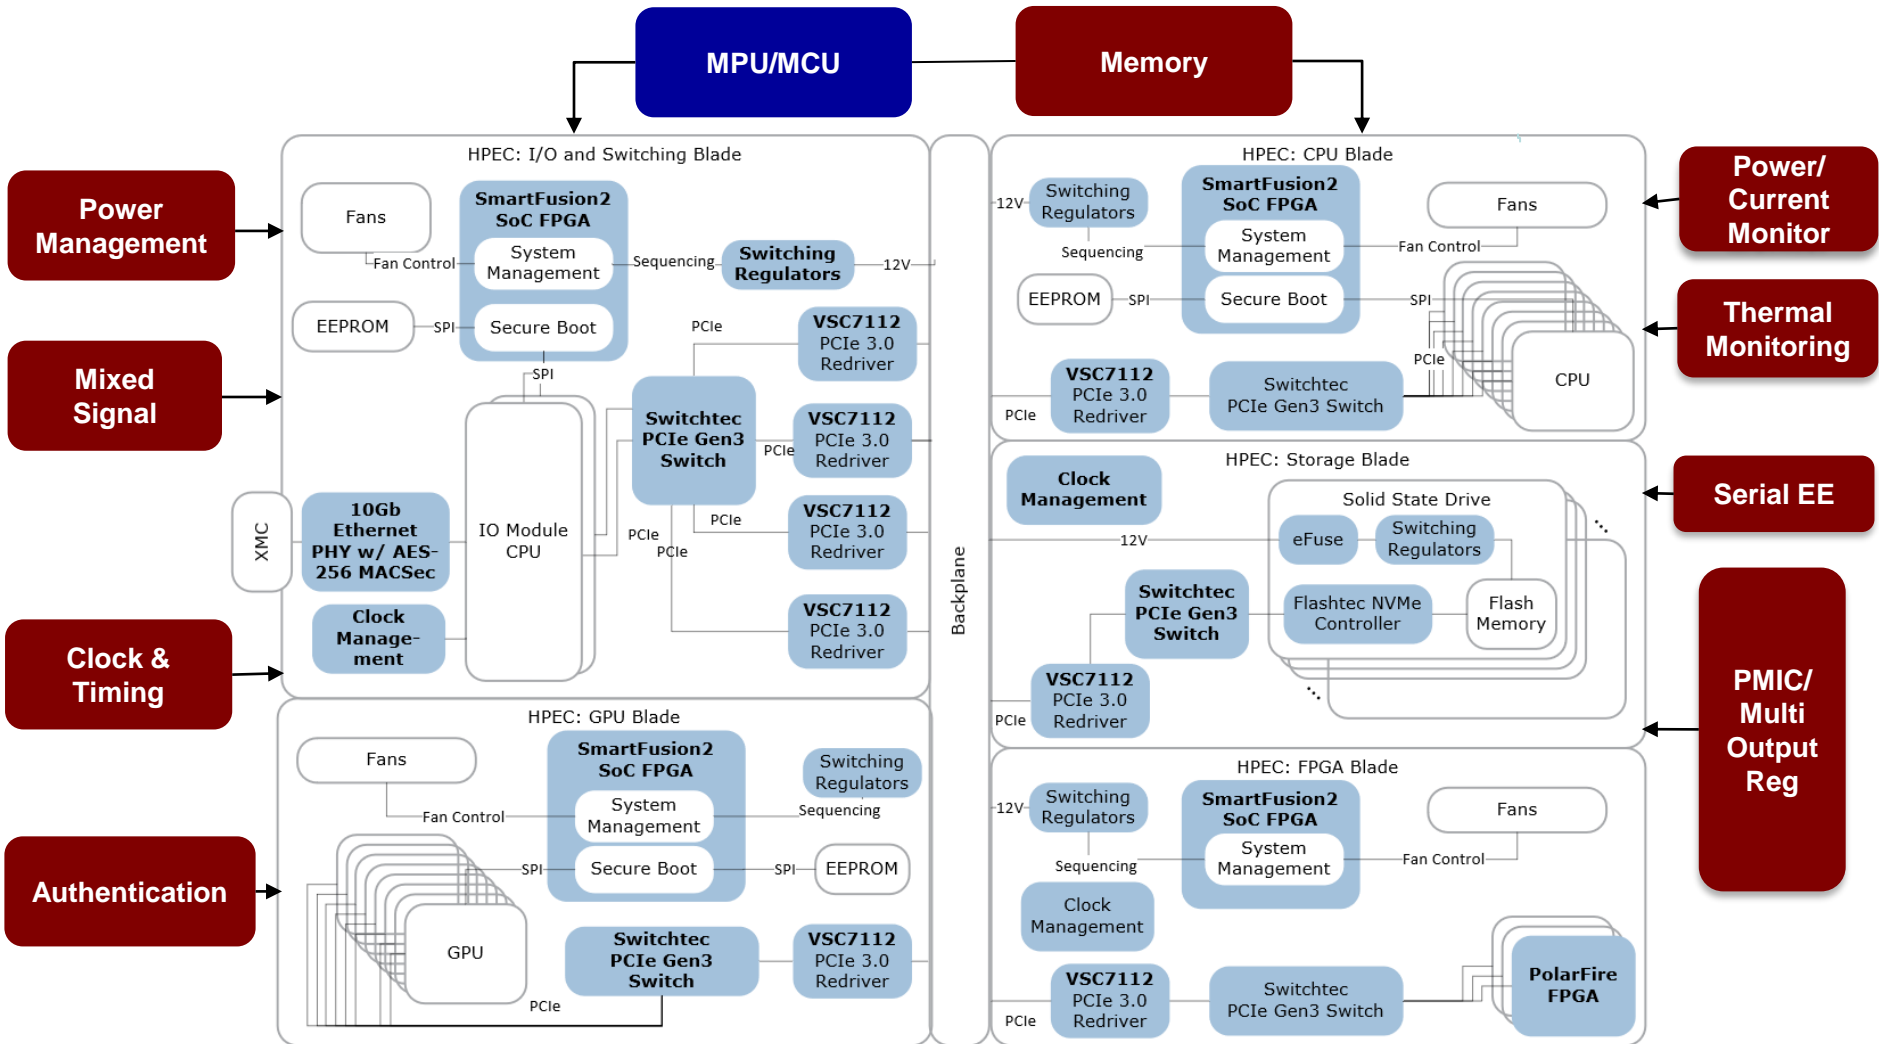 MPU/MCU
Memory
Power
Management
Mixed
Signal
Clock &
Timing
Authentication
HPEC: I/O and Switching Blade
Fans
SmartFusion2
SoC FPGA
System
Management
Fan Control
Sequencing
Switching
Regulators
12V
EEPROM
SPI
Secure Boot
SPI
PCIe
VSC7112
PCIe 3.0
Redriver
Switchtec
PCIe Gen3
Switch
PCIe
VSC7112
PCIe 3.0
Redriver
XMC
10Gb
Ethernet
PHY w/ AES-
256 MACSec
IO Module
CPU
PCIe
PCIe
PCIe
VSC7112
PCIe 3.0
Redriver
Clock
Manage-
ment
VSC7112
PCIe 3.0
Redriver
HPEC: GPU Blade
Fans
SmartFusion2
SoC FPGA
Switching
Regulators
System
Management
Fan Control
Sequencing
Secure Boot
SPI
SPI
EEPROM
GPU
PCIe
Switchtec
PCIe Gen3
Switch
VSC7112
PCIe 3.0
Redriver
Backplane
HPEC: CPU Blade
12V
Switching
Regulators
SmartFusion2
SoC FPGA
Fans
Sequencing
System
Management
Fan Control
EEPROM
SPI
Secure Boot
SPI
PCIe
CPU
PCIe
VSC7112
PCIe 3.0
Redriver
Switchtec
PCIe Gen3 Switch
HPEC: Storage Blade
Clock
Management
Solid State Drive
12V
eFuse
Switching
Regulators
Switchtec
PCIe Gen3
Switch
Flashtec NVMe
Controller
Flash
Memory
VSC7112
PCIe 3.0
Redriver
PCIe
HPEC: FPGA Blade
12V
Switching
Regulators
SmartFusion2
SoC FPGA
Fans
Sequencing
System
Management
Fan Control
Clock
Management
PCIe
VSC7112
PCIe 3.0
Redriver
Switchtec
PCIe Gen3 Switch
PolarFire
FPGA
Power/
Current
Monitor
Thermal
Monitoring
Serial EE
PMIC/
Multi
Output
Reg